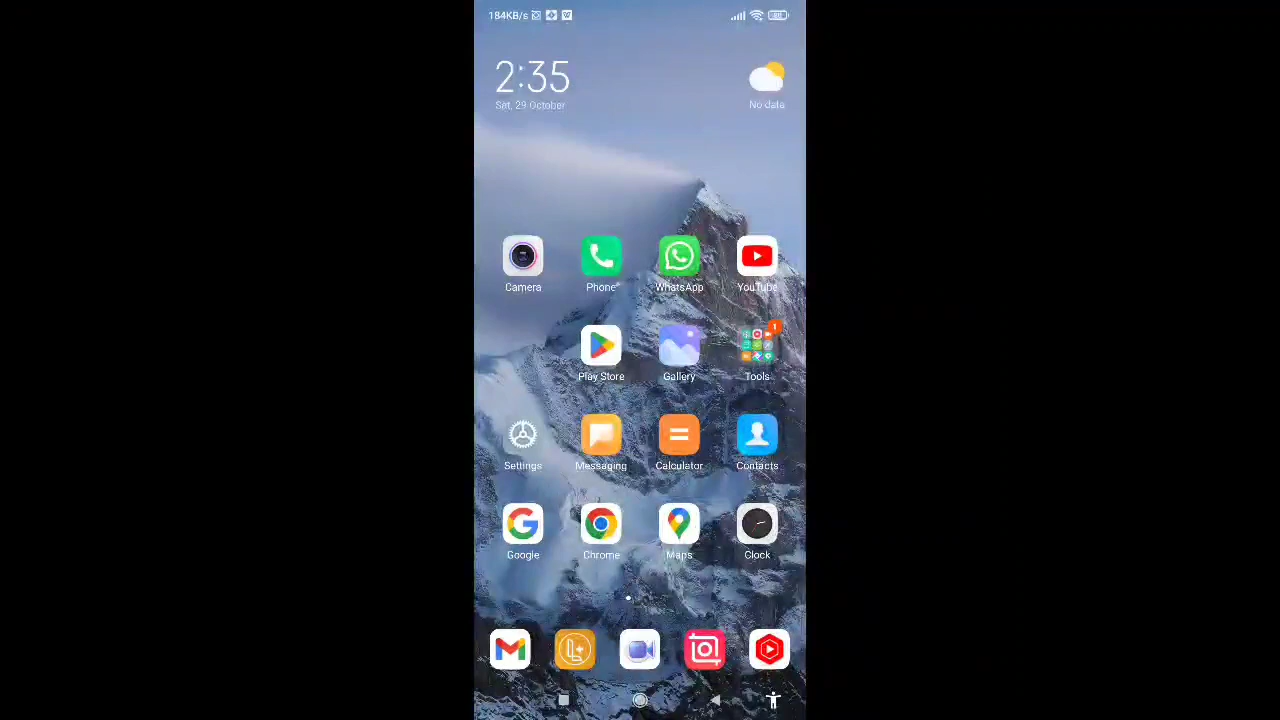 184KB/s
2:35
Sat, 29 October
No data
Camera
Phone
WhatsApp
YouTube
1
Play Store
Gallery
Tools
Settings
Messaging
Calculator
Contacts
Google
Chrome
Maps
Clock